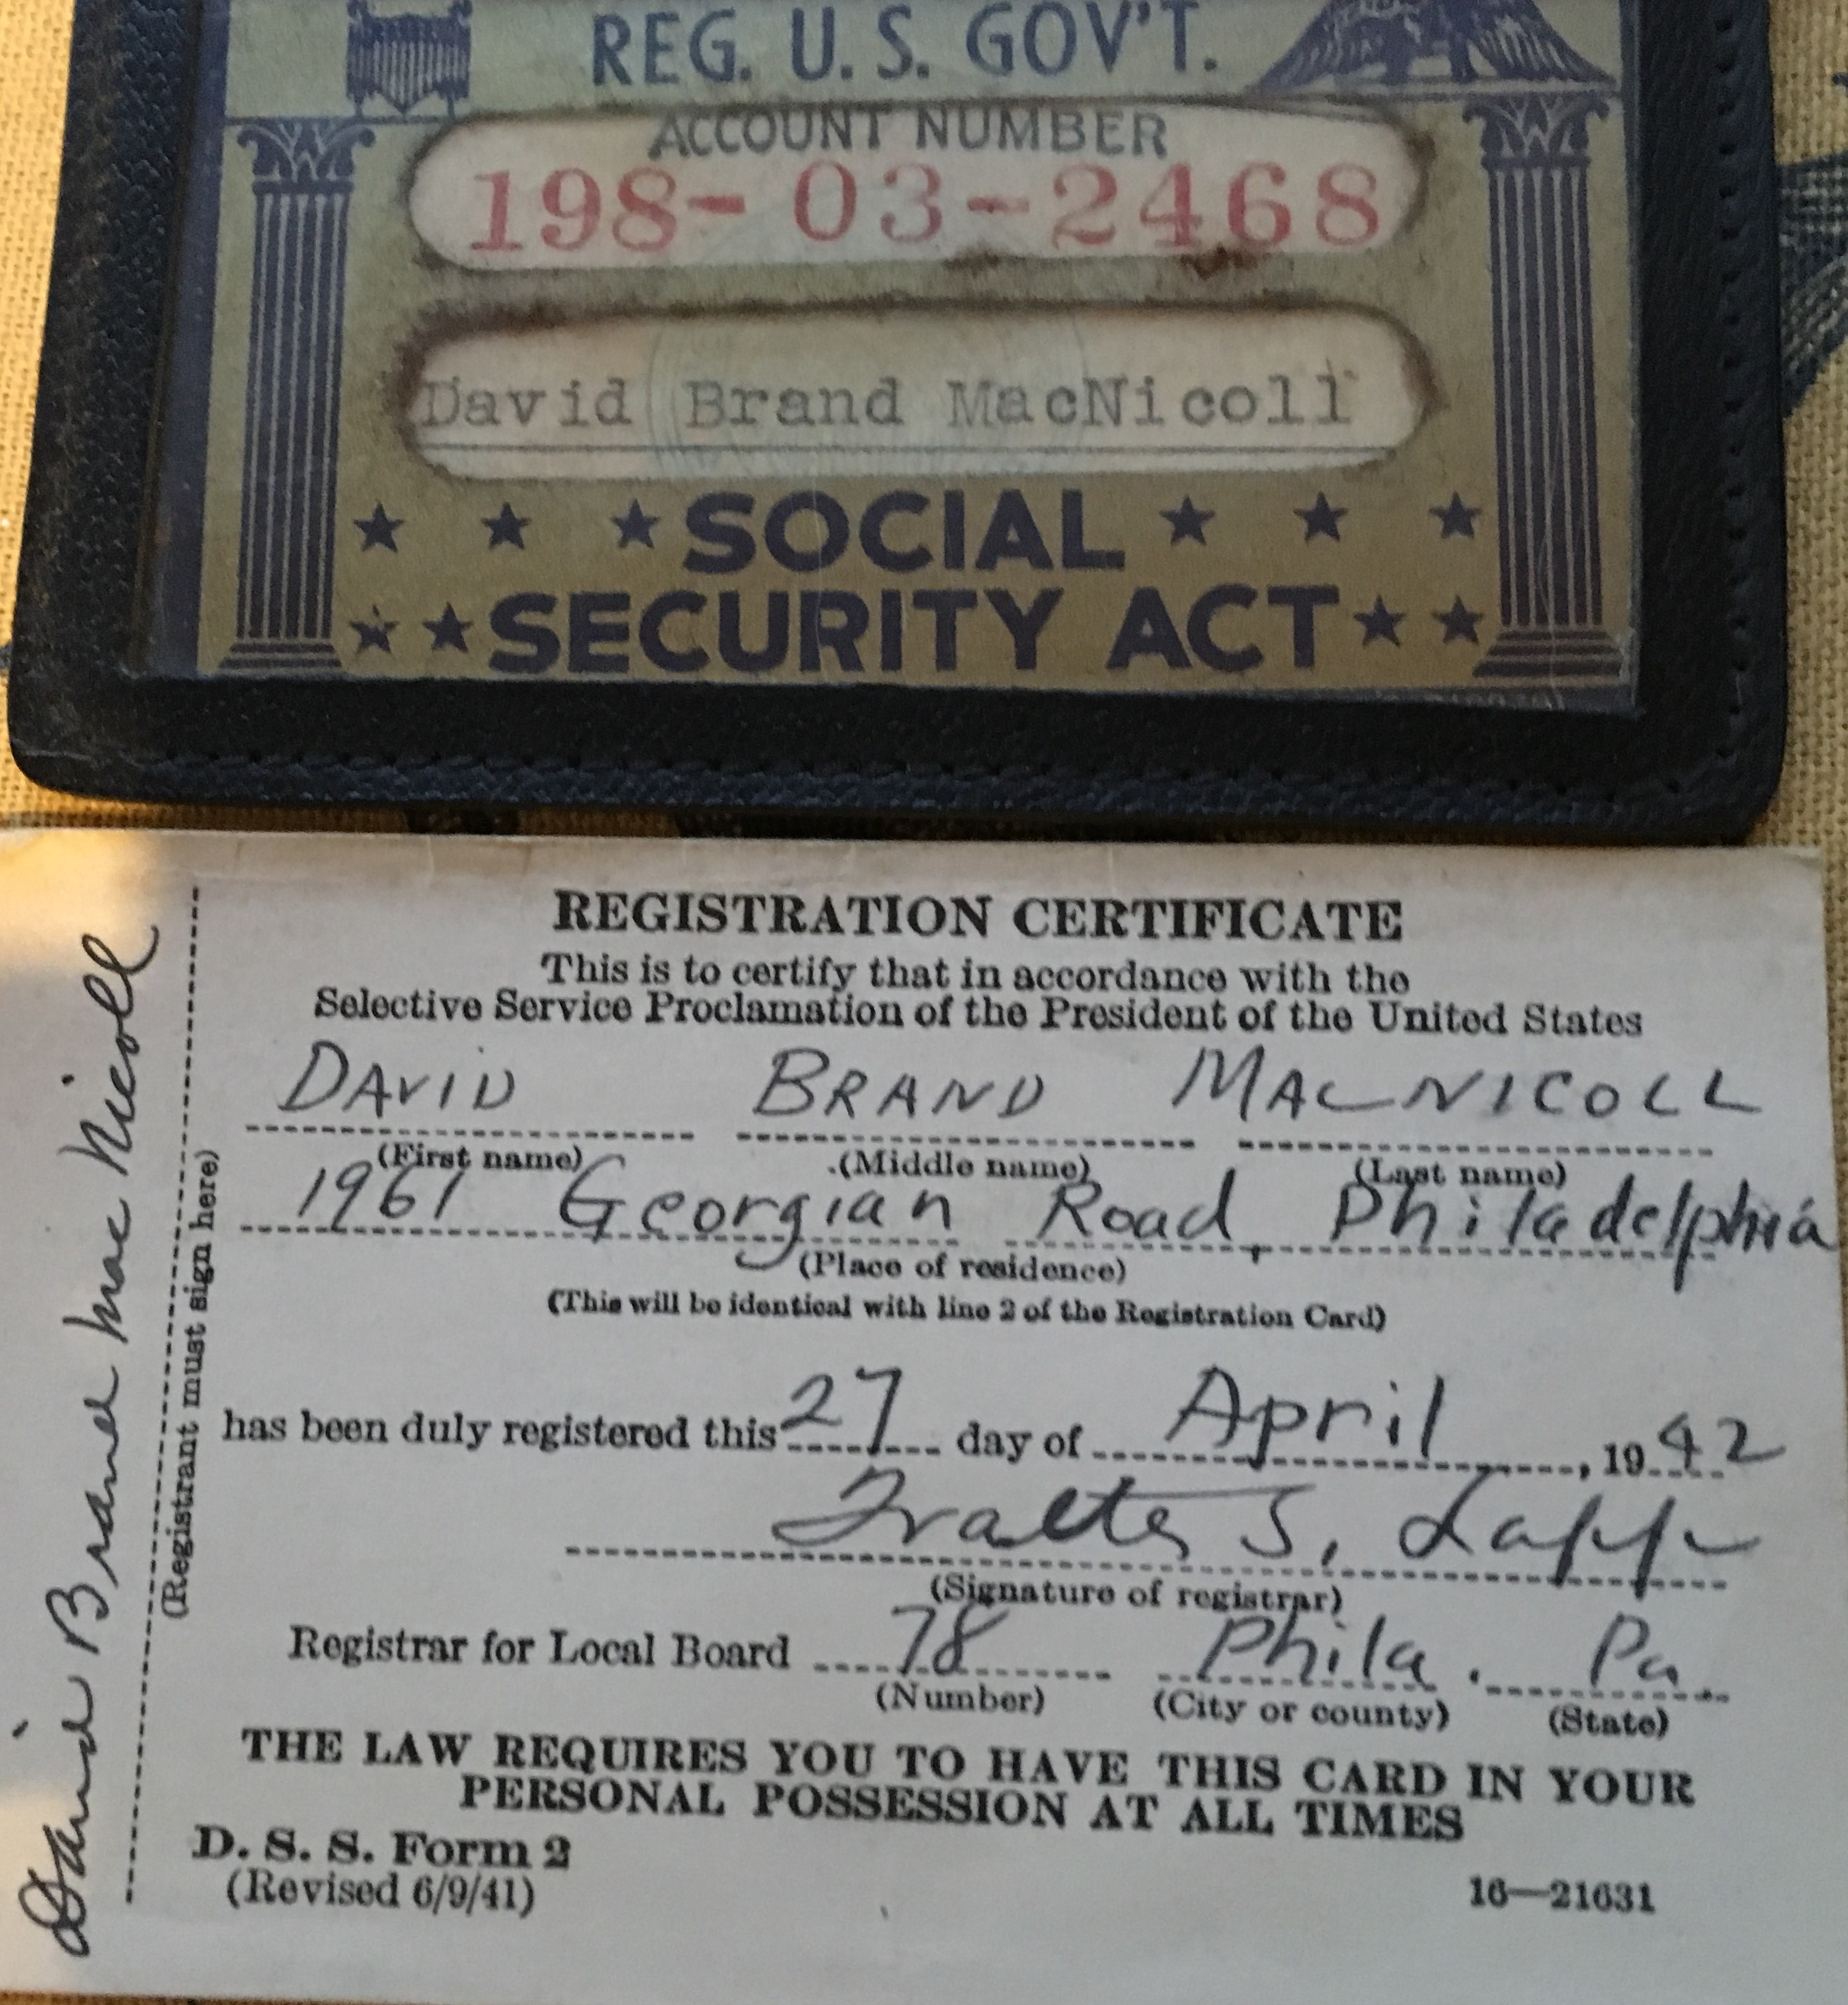 REG. U. S. GOV'T.
ACCOUNT NUMBER
198-03-2468
David Brand MacNicoll
SOCIAL
SECURITY ACT
REGISTRATION CERTIFICATE
This is to certify that in accordance with the
Selective Service Proclamation of the President of the United States
DAVID BRAND MACNICOLL
(First name) (Middle name) (Last name)
1961 Georgian Road, Philadelphia
(Place of residence)
(This will be identical with line 2 of the Registration Card)
has been duly registered this 27 day of April, 1942
Walter S. Lapp
(Signature of registrar)
Registrar for Local Board 78 Phila. Pa.
(Number) (City or county) (State)
THE LAW REQUIRES YOU TO HAVE THIS CARD IN YOUR
PERSONAL POSSESSION AT ALL TIMES
D. S. S. Form 2
(Revised 6/9/41)
16—21631
David Brand MacNicoll
(Registrant must sign here)